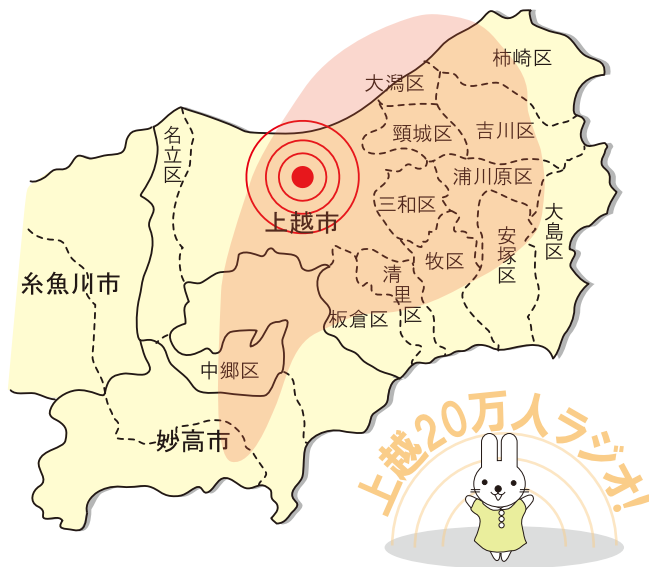 柿崎区
大潟区
頸城区
吉川区
名立区
浦川原区
三和区
大島区
上越市
安塚区
牧区
清里区
糸魚川市
板倉区
中郷区
妙高市
上越20万人ラジオ!